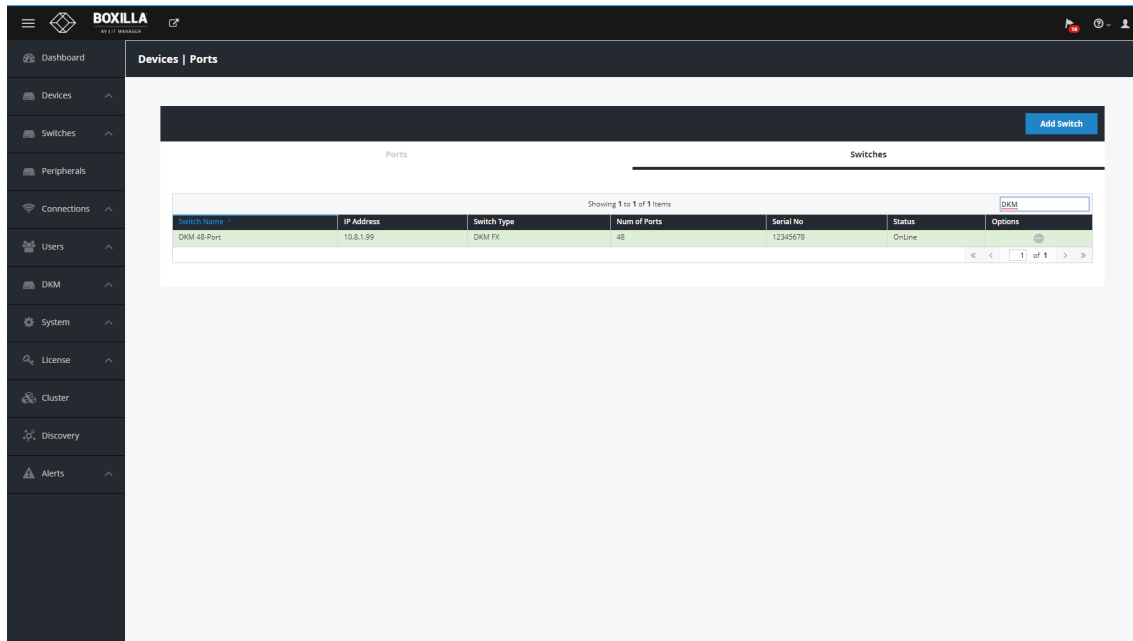 BOXILLA
AV | IT MANAGER
18
Dashboard
Devices | Ports
Devices
Switches
Peripherals
Connections
Users
DKM
System
License
Cluster
Discovery
Alerts
Add Switch
Ports Switches
Showing 1 to 1 of 1 Items DKM
Switch Name IP Address Switch Type Num of Ports Serial No Status Options
DKM 48-Port 10.8.1.99 DKM FX 48 12345678 OnLine
1 of 1